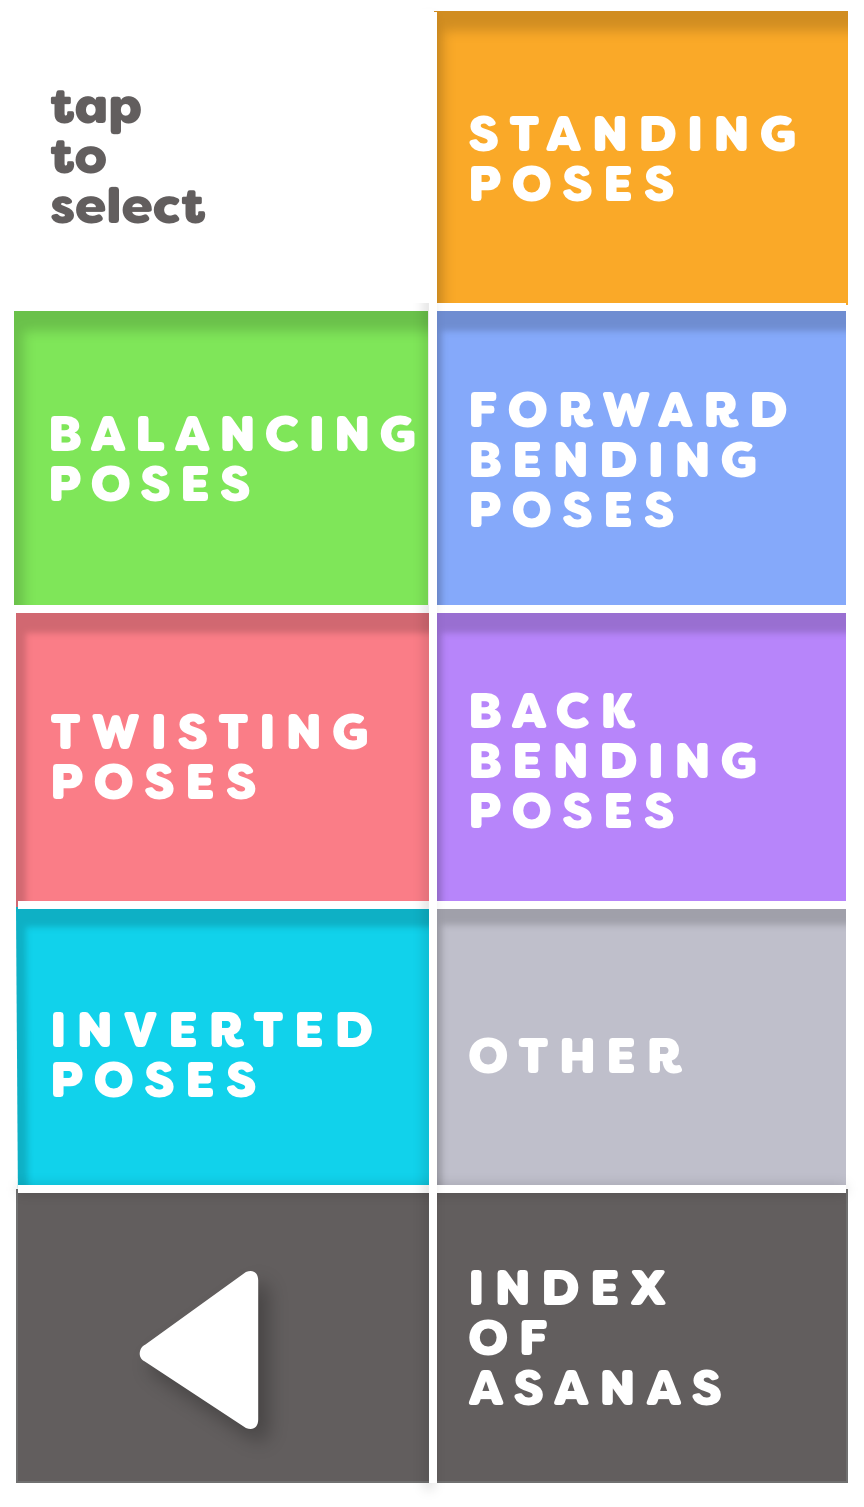 tap
to
select
STANDING
POSES
BALANCING
POSES
FORWARD
BENDING
POSES
TWISTING
POSES
BACK
BENDING
POSES
INVERTED
POSES
OTHER
INDEX
OF
ASANAS